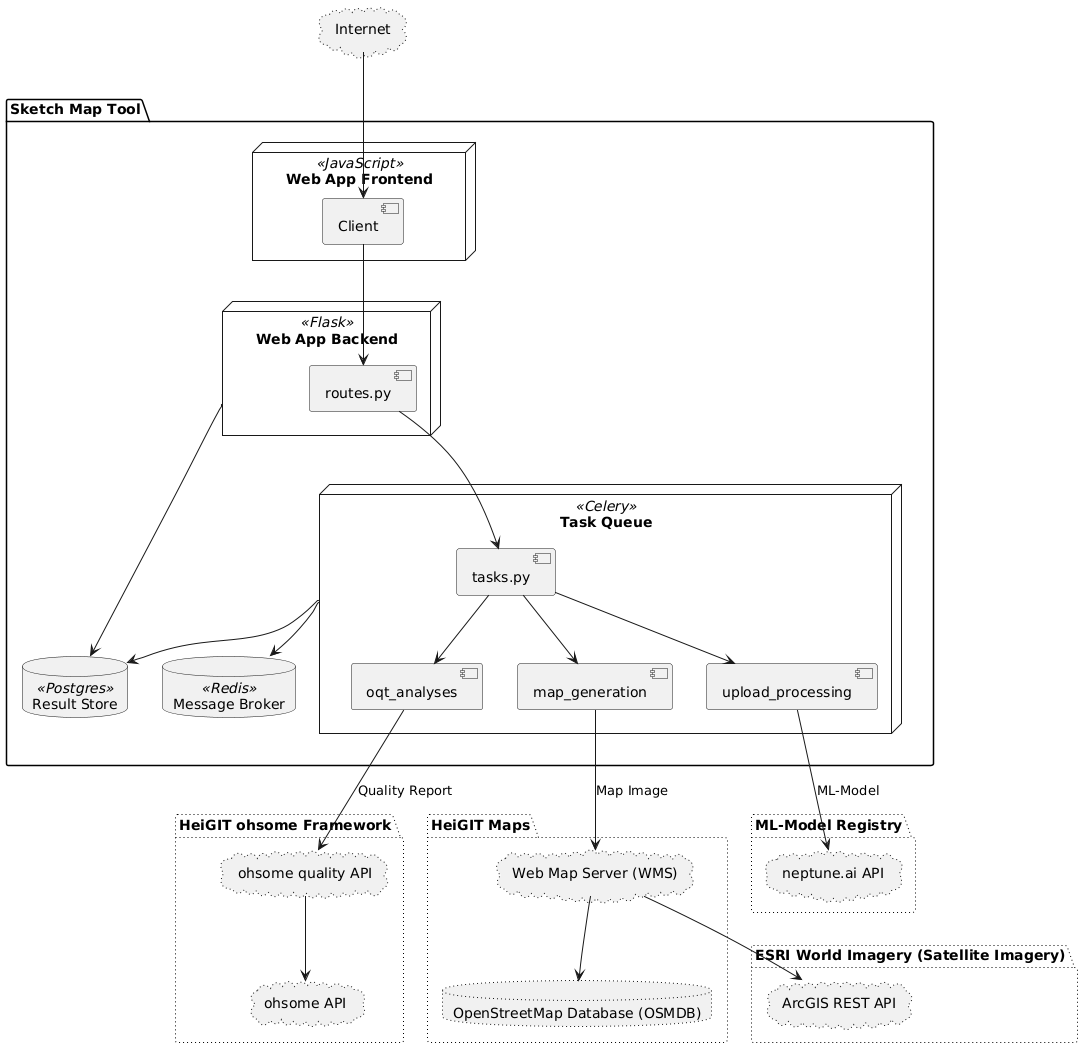 Internet
Sketch Map Tool
«JavaScript»
Web App Frontend
Client
«Flask»
Web App Backend
routes.py
«Celery»
Task Queue
tasks.py
«Postgres»
Result Store
«Redis»
Message Broker
oqt_analyses
map_generation
upload_processing
Quality Report
Map Image
ML-Model
HeiGIT ohsome Framework
HeiGIT Maps
ML-Model Registry
ohsome quality API
Web Map Server (WMS)
neptune.ai API
ESRI World Imagery (Satellite Imagery)
ohsome API
OpenStreetMap Database (OSMDB)
ArcGIS REST API